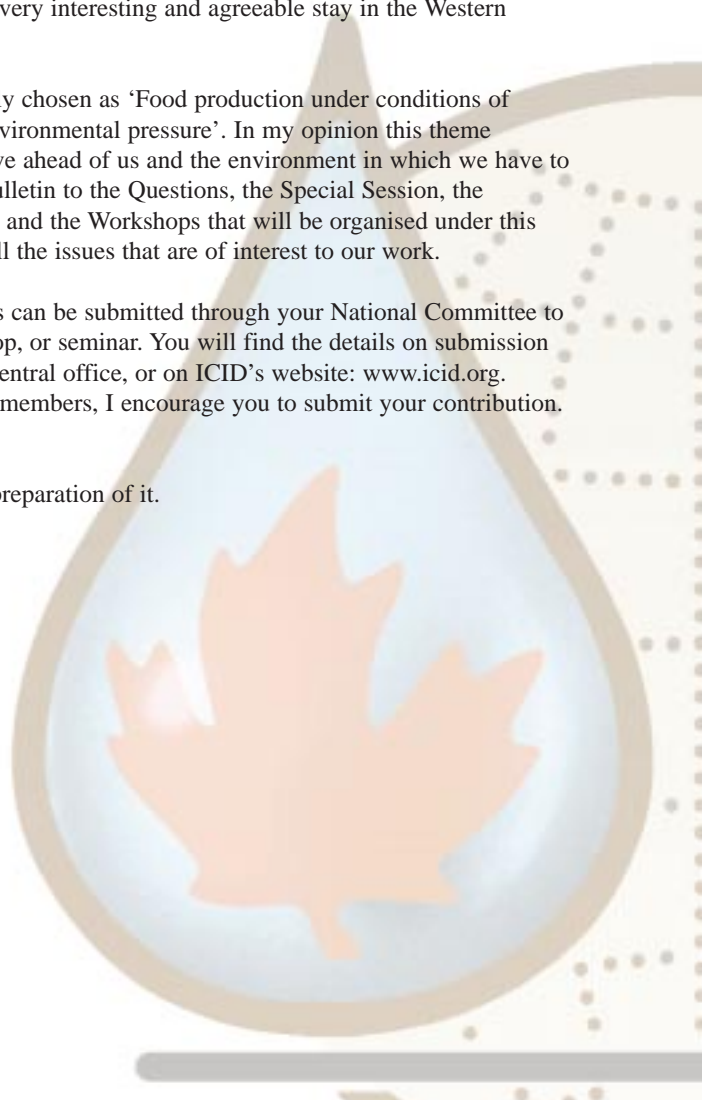 very interesting and agreeable stay in the Western
ly chosen as ‘Food production under conditions of
vironmental pressure’. In my opinion this theme
ve ahead of us and the environment in which we have to
ulletin to the Questions, the Special Session, the
and the Workshops that will be organised under this
ll the issues that are of interest to our work.
s can be submitted through your National Committee to
op, or seminar. You will find the details on submission
entral office, or on ICID’s website: www.icid.org.
members, I encourage you to submit your contribution.
preparation of it.